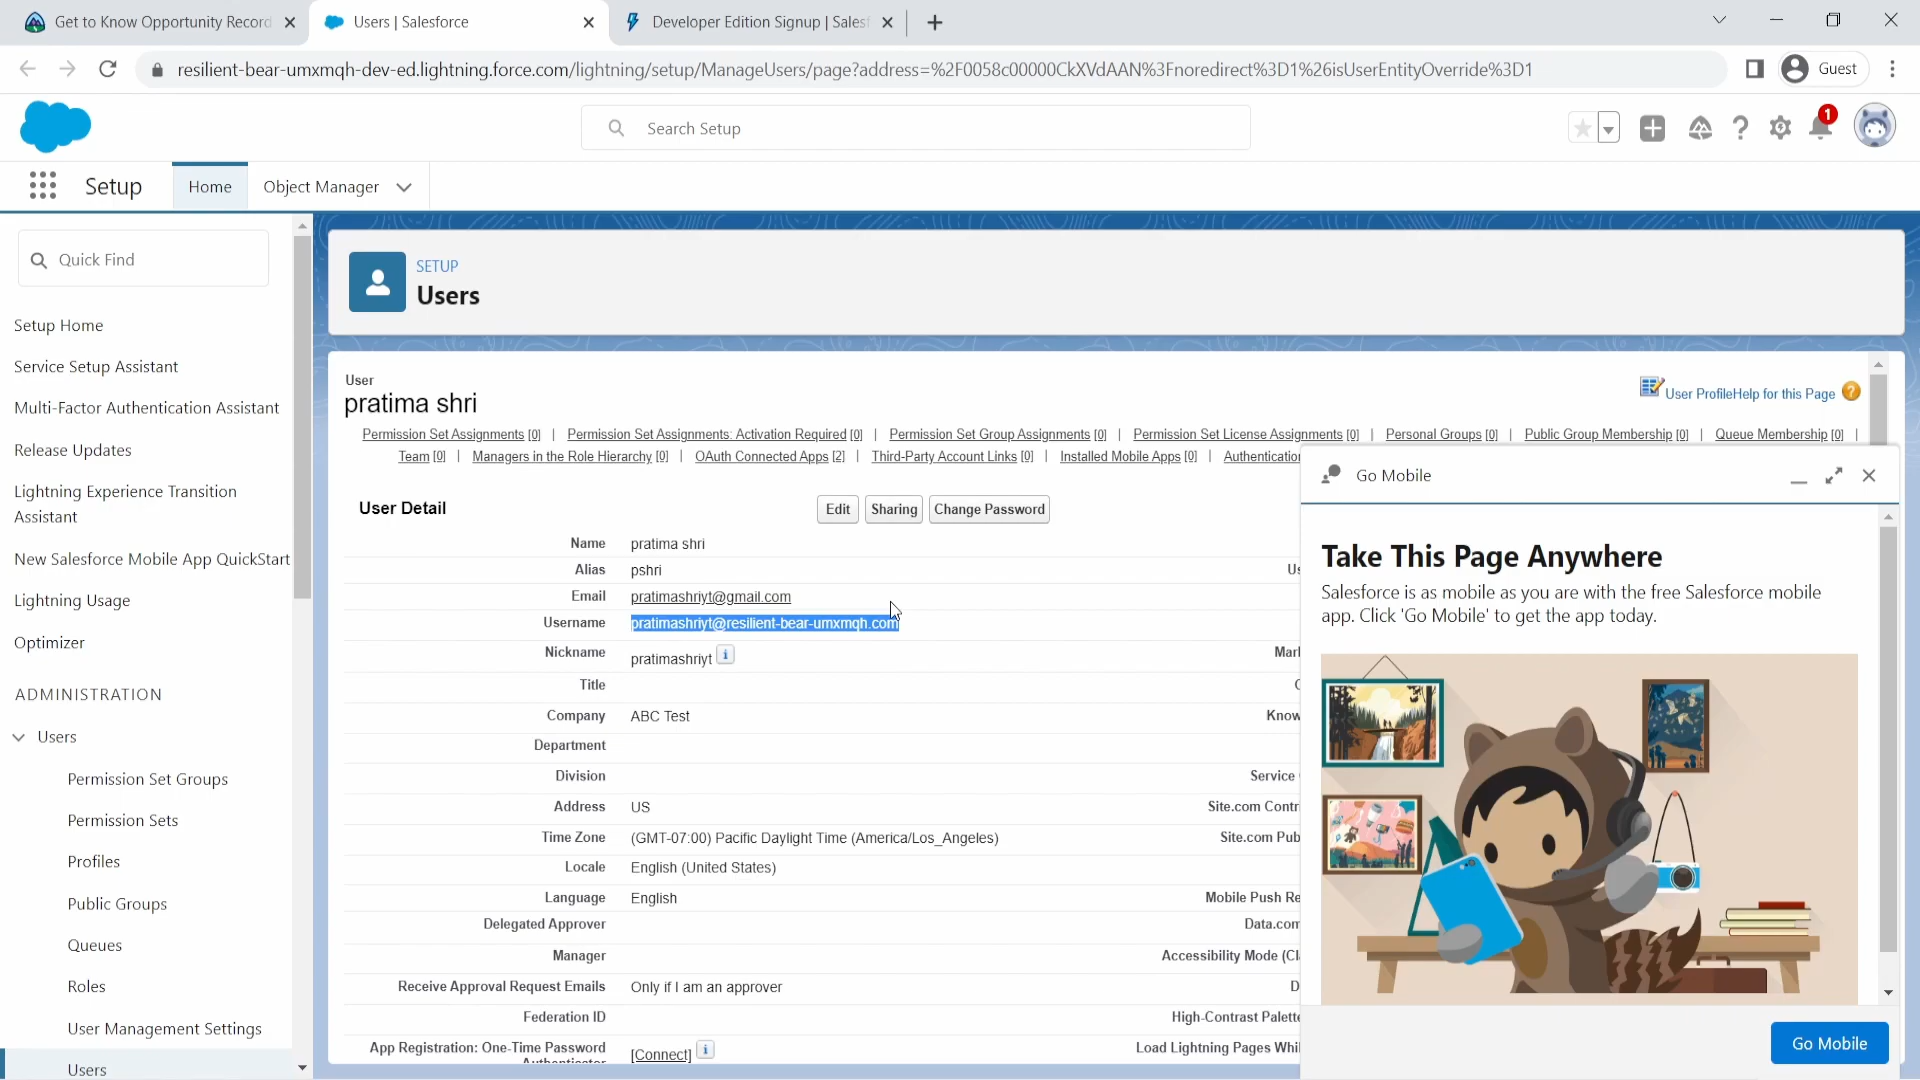 Get to Know Opportunity Record
Users | Salesforce
Developer Edition Signup | Sales
resilient-bear-umxmqh-dev-ed.lightning.force.com/lightning/setup/ManageUsers/page?address=%2F0058c00000CkXVdAAN%3Fnoredirect%3D1%26isUserEntityOverride%3D1
Guest
Search Setup
1
Setup
Home
Object Manager
Quick Find
Setup Home
Service Setup Assistant
Multi-Factor Authentication Assistant
Release Updates
Lightning Experience Transition
Assistant
New Salesforce Mobile App QuickStart
Lightning Usage
Optimizer
ADMINISTRATION
Users
Permission Set Groups
Permission Sets
Profiles
Public Groups
Queues
Roles
User Management Settings
Users
SETUP
Users
User
pratima shri
User Profile Help for this Page
Permission Set Assignments [0] | Permission Set Assignments: Activation Required [0] | Permission Set Group Assignments [0] | Permission Set License Assignments [0] | Personal Groups [0] | Public Group Membership [0] | Queue Membership [0] |
Team [0] | Managers in the Role Hierarchy [0] | OAuth Connected Apps [2] | Third-Party Account Links [0] | Installed Mobile Apps [0] | Authentication
User Detail
Edit Sharing Change Password
Name pratima shri
Alias pshri
Us
Email pratimashriyt@gmail.com
Username pratimashriyt@resilient-bear-umxmqh.com
Nickname pratimashriyt
Mar
Title
Company ABC Test
Know
Department
Division
Service
Address US
Site.com Contr
Time Zone (GMT-07:00) Pacific Daylight Time (America/Los_Angeles)
Site.com Pub
Locale English (United States)
Language English
Mobile Push Re
Delegated Approver
Data.com
Manager
Accessibility Mode (Cl
Receive Approval Request Emails Only if I am an approver
D
Federation ID
High-Contrast Palette
App Registration: One-Time Password
Authenticator
[Connect]
Load Lightning Pages Whil
Go Mobile
Take This Page Anywhere
Salesforce is as mobile as you are with the free Salesforce mobile
app. Click 'Go Mobile' to get the app today.
Go Mobile